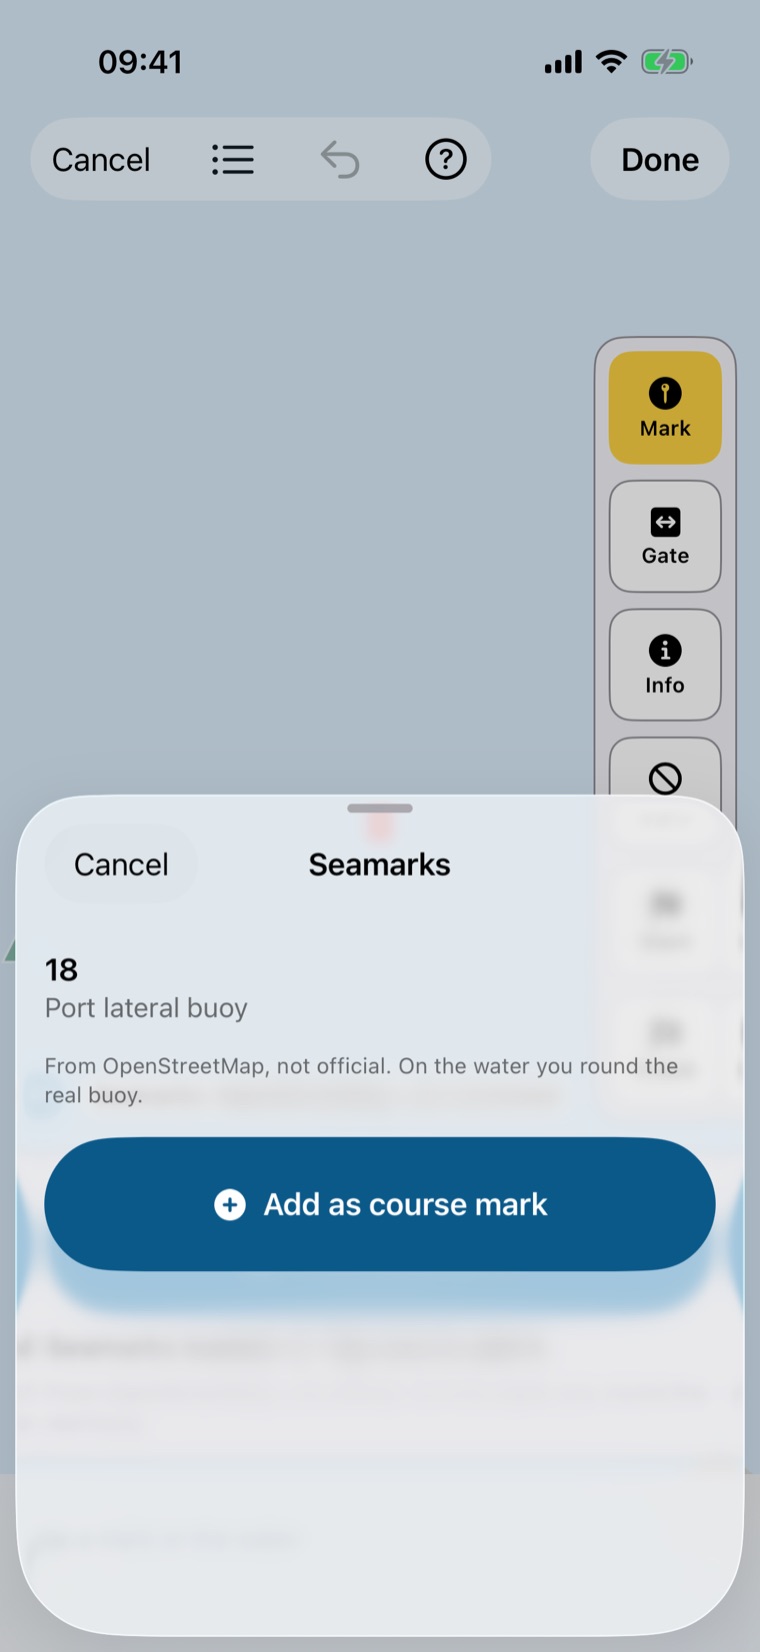 09:41
Cancel
Done
Mark
Gate
Info
Cancel
Seamarks
18
Port lateral buoy
From OpenStreetMap, not official. On the water you round the
real buoy.
Add as course mark